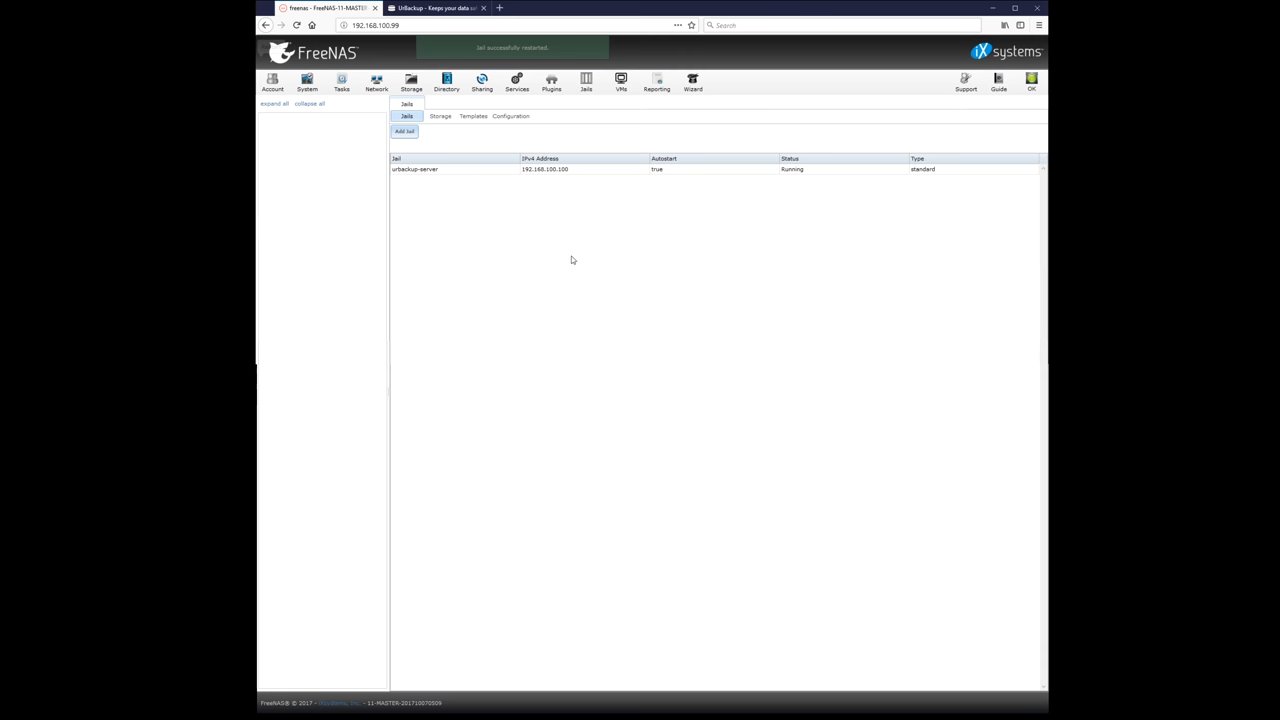 freenas - FreeNAS-11-MASTER
UrBackup - Keeps your data sa
192.168.100.99
Search
FreeNAS
Jail successfully restarted.
iX systems
Account System Tasks Network Storage Directory Sharing Services Plugins Jails VMs Reporting Wizard Support Guide OK
expand all collapse all
Jails
Jails Storage Templates Configuration
Add Jail
Jail IPv4 Address Autostart Status Type
urbackup-server 192.168.100.100 true Running standard
FreeNAS® © 2017 - iXsystems, Inc. - 11-MASTER-201710070509